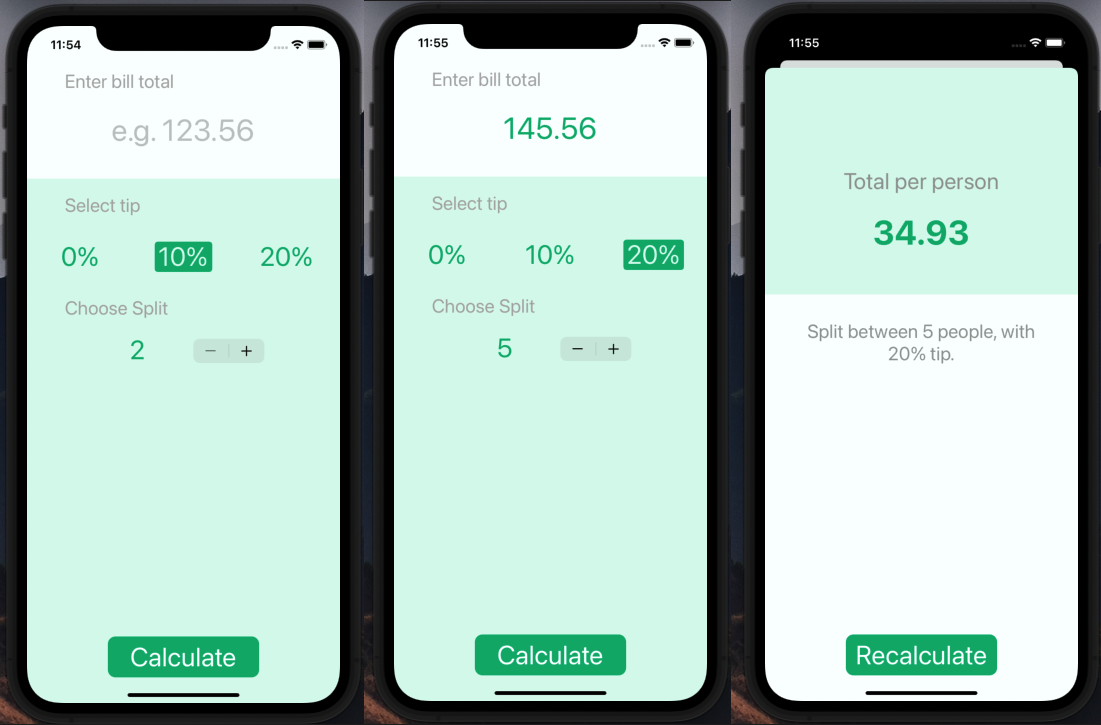 11:54
Enter bill total
e.g. 123.56
Select tip
0% 10% 20%
Choose Split
2 − +
Calculate
11:55
Enter bill total
145.56
Select tip
0% 10% 20%
Choose Split
5 − +
Calculate
11:55
Total per person
34.93
Split between 5 people, with
20% tip.
Recalculate